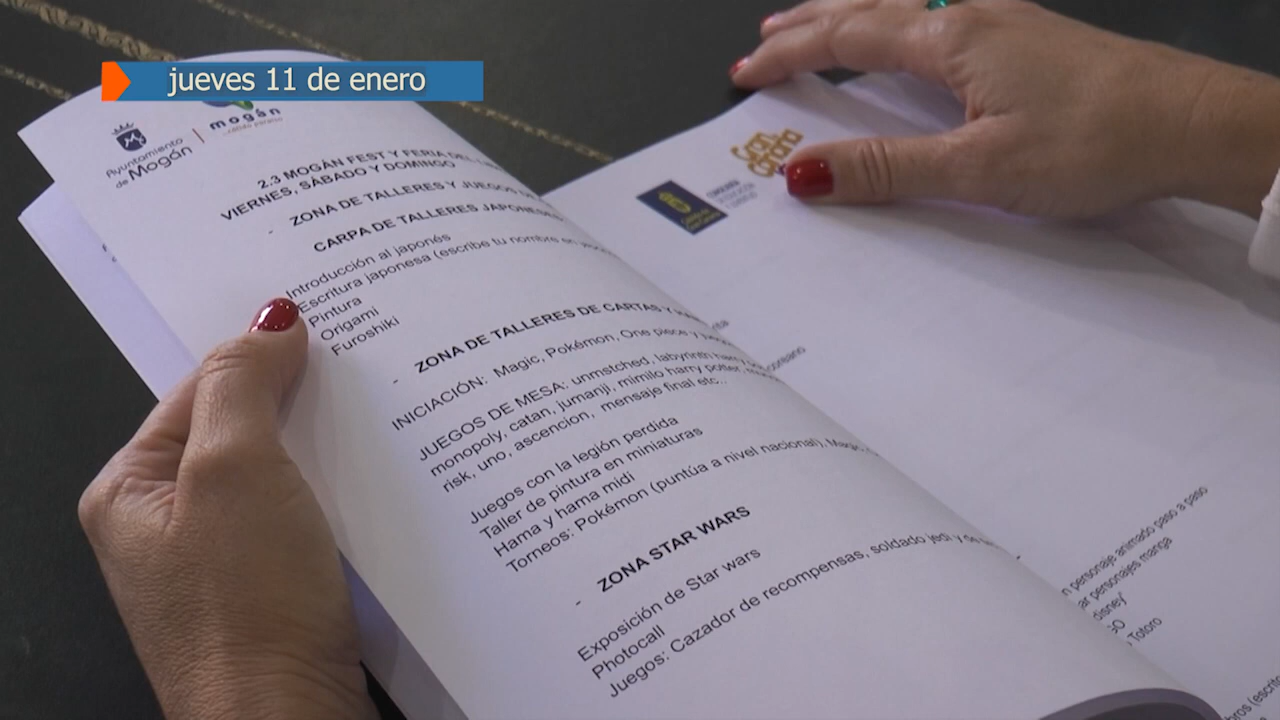 jueves 11 de enero
Ayuntamiento
de Mogán
mogán
2.3 MOGÁN FEST Y FERIA DEL
VIERNES, SÁBADO Y DOMINGO
- ZONA DE TALLERES Y JUEGOS
CARPA DE TALLERES JAPONESES
Introducción al japonés
Escritura japonesa (escribe tu nombre en
Pintura
Origami
Furoshiki
- ZONA DE TALLERES DE CARTAS Y
INICIACIÓN: Magic, Pokémon, One piece y
JUEGOS DE MESA: unmstched, labyrinth harry
monopoly, catan, jumanji, mimilo harry potter,
risk, uno, ascencion, mensaje final etc..
Juegos con la legión perdida
Taller de pintura en miniaturas
Hama y hama midi
Torneos: Pokémon (puntúa a nivel nacional),
- ZONA STAR WARS
Exposición de Star wars
Photocall
Juegos: Cazador de recompensas, soldado jedi y de
Gran
Canaria
coreano
personaje animado paso a paso
personajes manga
disney'
Totoro